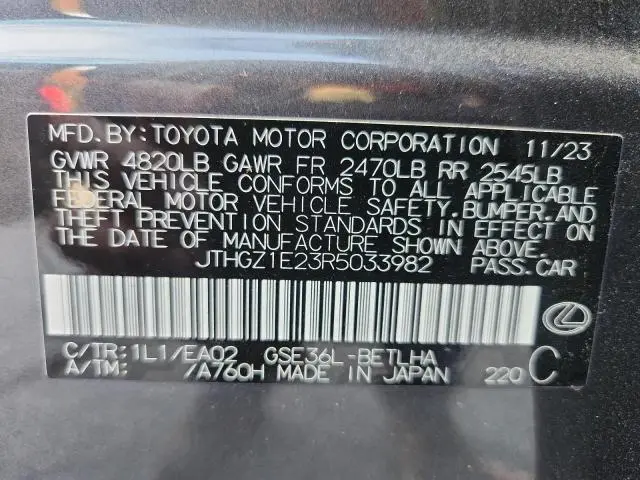 MFD.BY:TOYOTA MOTOR CORPORATION 11/23
GVWR 4820LB GAWR FR 2470LB RR 2545LB
THIS VEHICLE CONFORMS TO ALL APPLICABLE
FEDERAL MOTOR VEHICLE SAFETY,BUMPER,AND
THEFT PREVENTION STANDARDS IN EFFECT ON
THE DATE OF MANUFACTURE SHOWN ABOVE.
JTHGZ1E23R5033982 PASS.CAR
C/TR:1L1/EA02 GSE36L-BETLHA
A/TM: /A760H MADE IN JAPAN 220 C